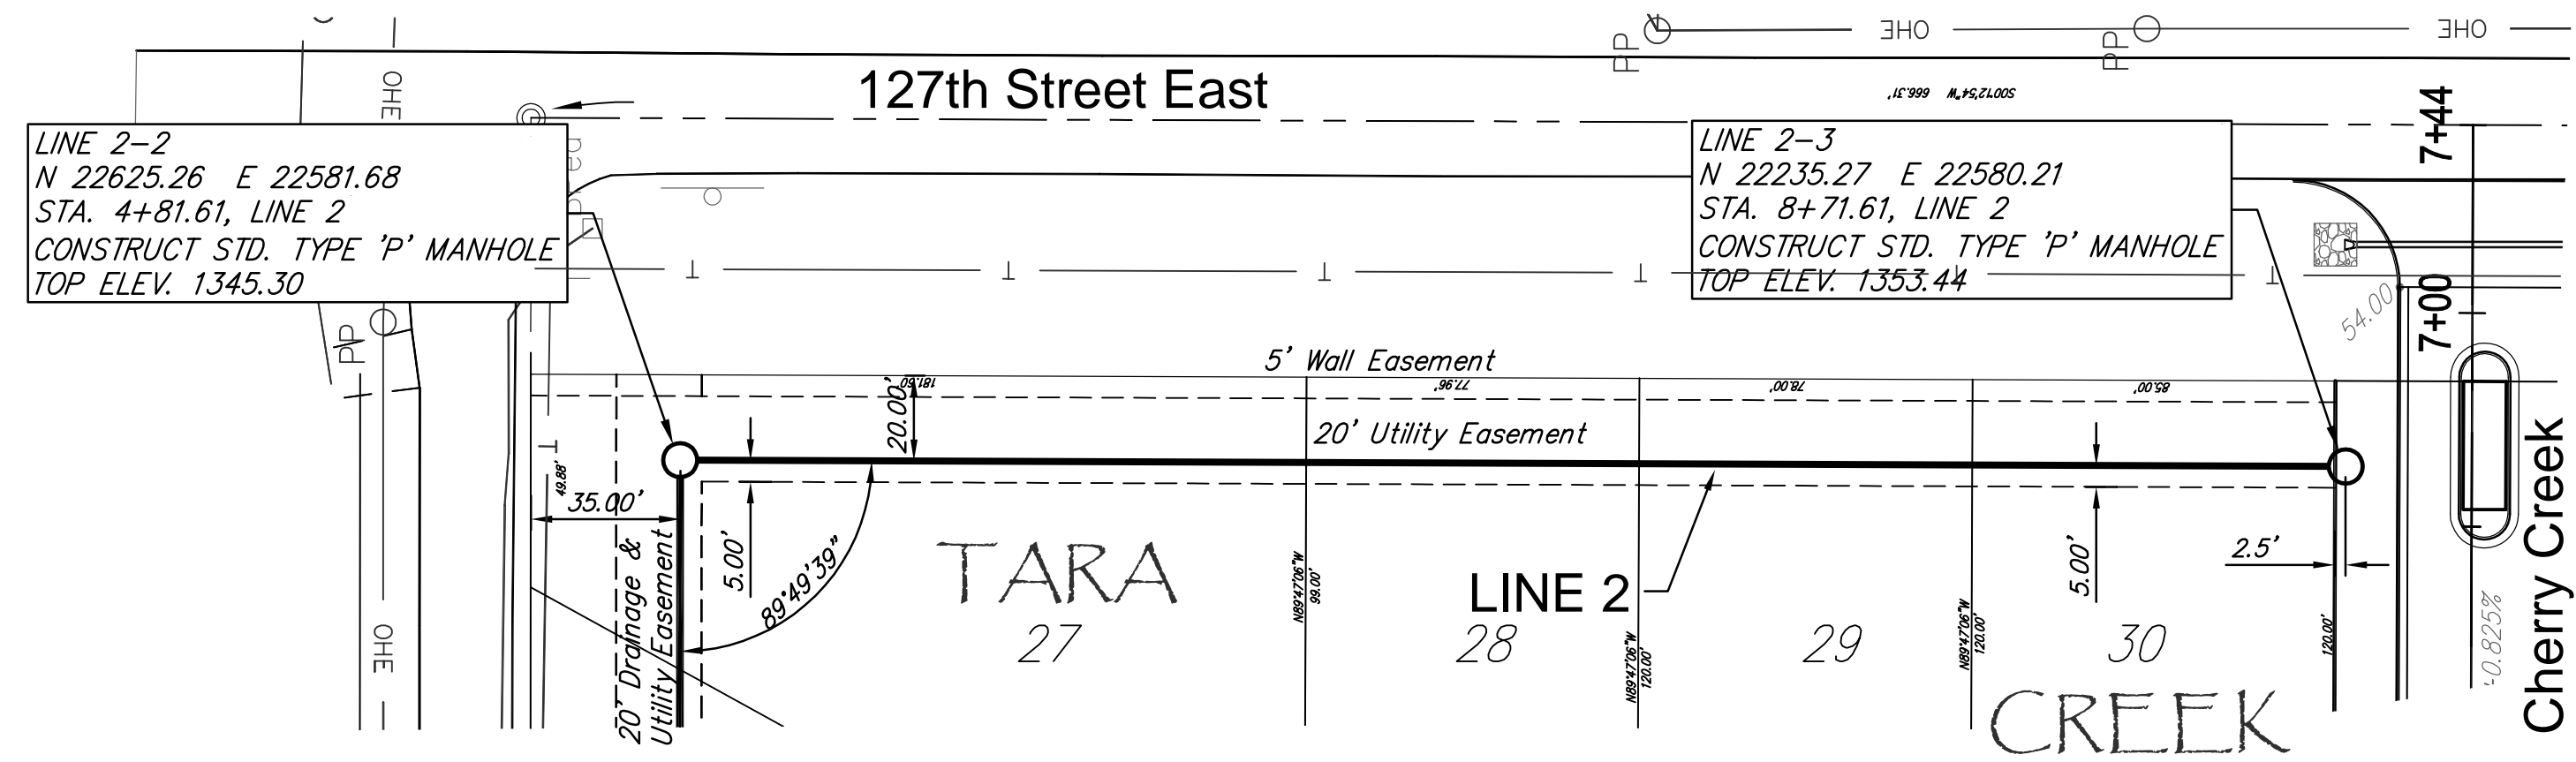 127th Street East
OHE
OHE
OHE
PP
PP
S00°12'54"W 666.31'
7+44
LINE 2-2
N 22625.26 E 22581.68
STA. 4+81.61, LINE 2
CONSTRUCT STD. TYPE 'P' MANHOLE
TOP ELEV. 1345.30
LINE 2-3
N 22235.27 E 22580.21
STA. 8+71.61, LINE 2
CONSTRUCT STD. TYPE 'P' MANHOLE
TOP ELEV. 1353.44
T
T
T
T
T
PP
54.00
7+00
5' Wall Easement
181.60'
77.96'
78.00'
85.00'
20.00'
20' Utility Easement
T
49.88'
35.00'
5.00'
89°49'39"
20' Drainage &
Utility Easement
OHE
TARA
27
N89°47'06"W
99.00'
LINE 2
28
N89°47'06"W
120.00'
29
N89°47'06"W
120.00'
5.00'
30
2.5'
120.00'
CREEK
-0.825%
Cherry Creek